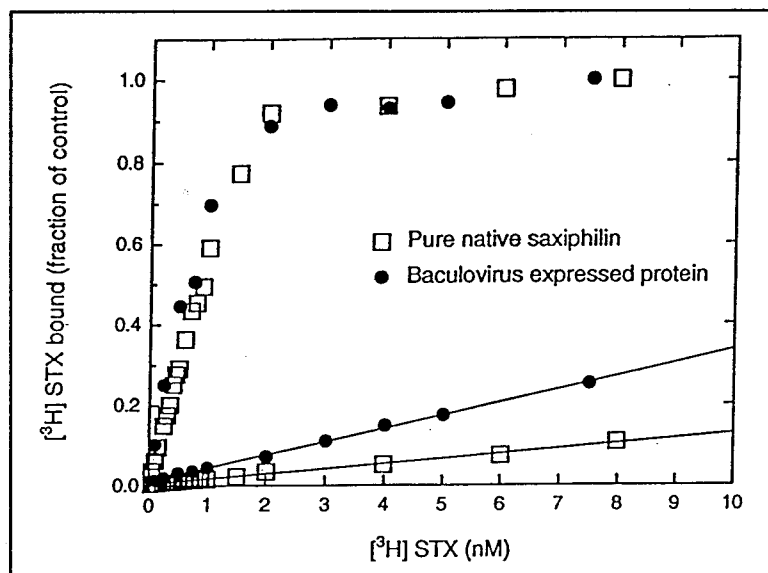 [³H] STX bound (fraction of control)
1.0
0.8
0.6
0.4
0.2
0.0
Pure native saxiphilin
Baculovirus expressed protein
0 1 2 3 4 5 6 7 8 9 10
[³H] STX (nM)